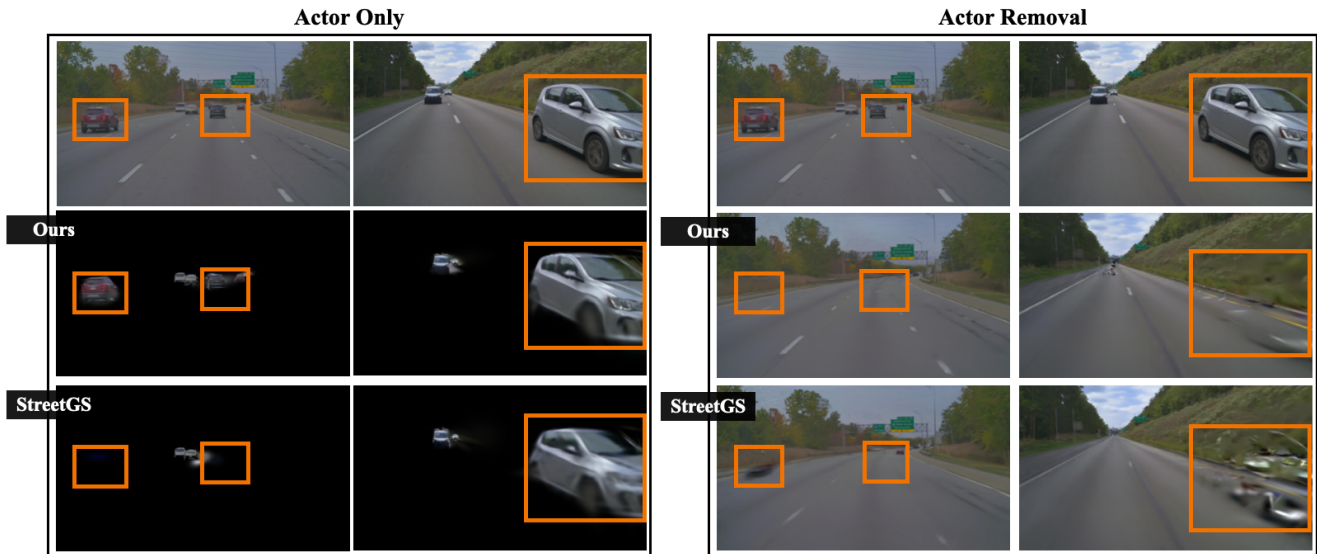 Actor Only
Actor Removal
Ours
Ours
StreetGS
StreetGS